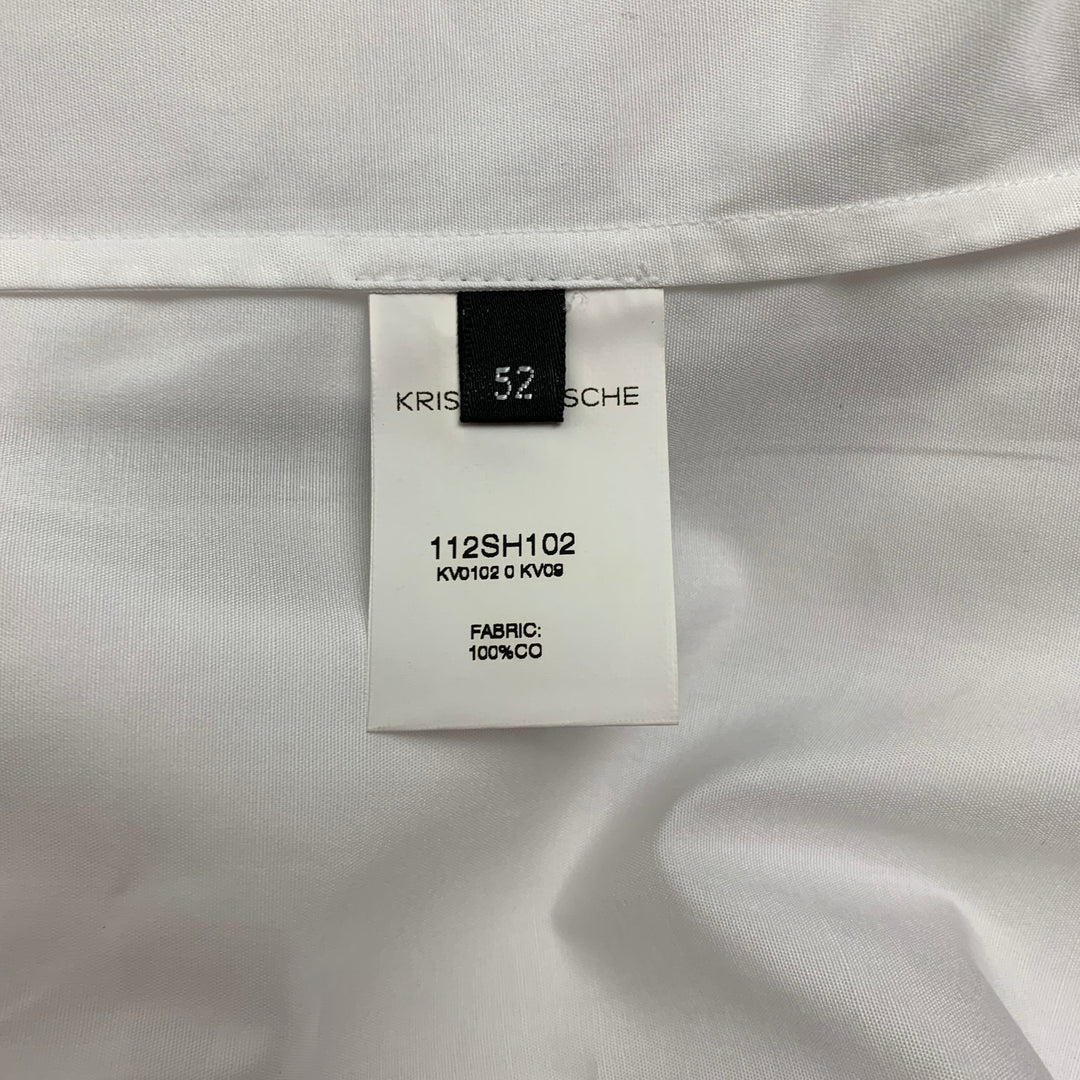 52
KRIS SCHE
112SH102
KV0102 0 KV09
FABRIC:
100%CO